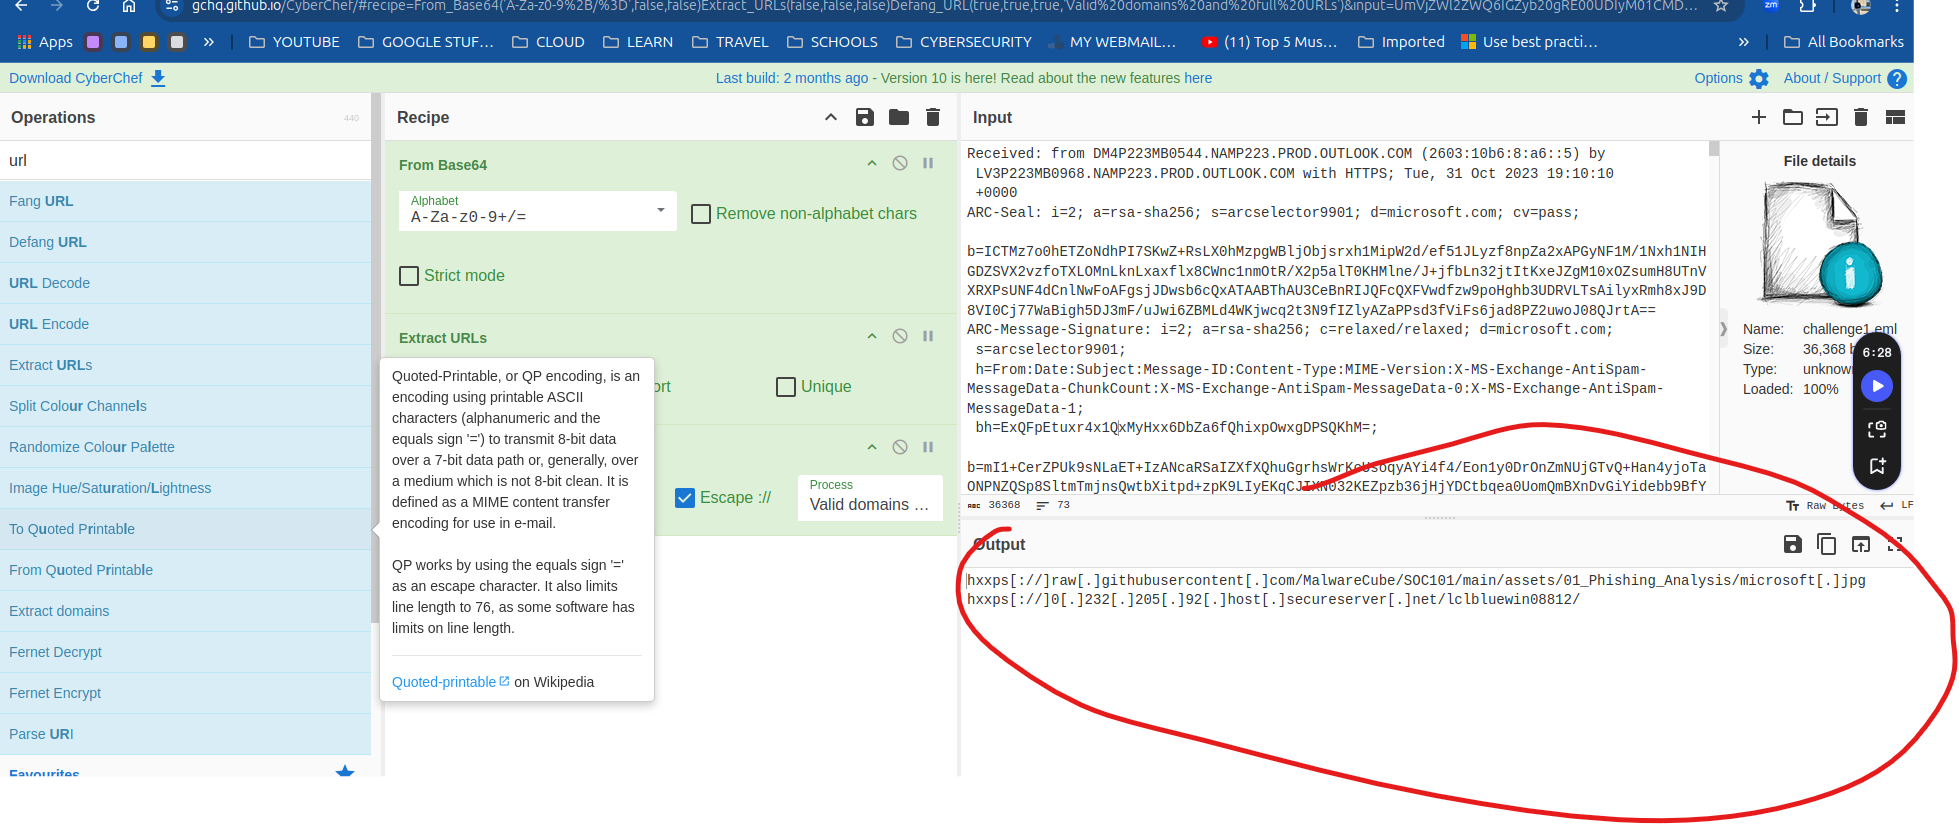 gchq.github.io/CyberChef/#recipe=From_Base64('A-Za-z0-9%2B/%3D',false,false)Extract_URLs(false,false,false)Defang_URL(true,true,true,'Valid%20domains%20and%20full%20URLs')&input=UmVjZWl2ZWQ6IGZyb20gRE00UDIyM01CMD...
Apps » YOUTUBE GOOGLE STUF... CLOUD LEARN TRAVEL SCHOOLS CYBERSECURITY MY WEBMAIL... (11) Top 5 Mus... Imported Use best practi... » All Bookmarks
Download CyberChef Last build: 2 months ago - Version 10 is here! Read about the new features here Options About / Support
Operations 440
url
Fang URL
Defang URL
URL Decode
URL Encode
Extract URLs
Split Colour Channels
Randomize Colour Palette
Image Hue/Saturation/Lightness
To Quoted Printable
From Quoted Printable
Extract domains
Fernet Decrypt
Fernet Encrypt
Parse URI
Favourites
Recipe
From Base64
Alphabet
A-Za-z0-9+/=
Remove non-alphabet chars
Strict mode
Extract URLs
ort Unique
Escape ://
Process
Valid domains ...
Quoted-Printable, or QP encoding, is an
encoding using printable ASCII
characters (alphanumeric and the
equals sign '=') to transmit 8-bit data
over a 7-bit data path or, generally, over
a medium which is not 8-bit clean. It is
defined as a MIME content transfer
encoding for use in e-mail.
QP works by using the equals sign '='
as an escape character. It also limits
line length to 76, as some software has
limits on line length.
Quoted-printable on Wikipedia
Input
Received: from DM4P223MB0544.NAMP223.PROD.OUTLOOK.COM (2603:10b6:8:a6::5) by
LV3P223MB0968.NAMP223.PROD.OUTLOOK.COM with HTTPS; Tue, 31 Oct 2023 19:10:10
+0000
ARC-Seal: i=2; a=rsa-sha256; s=arcselector9901; d=microsoft.com; cv=pass;
b=ICTMz7o0hETZoNdhPI7SKwZ+RsLX0hMzpgWBljObjsrxh1MipW2d/ef51JLyzf8npZa2xAPGyNF1M/1Nxh1NIH
GDZSVX2vzfoTXLOMnLknLxaxflx8CWnc1nmOtR/X2p5alT0KHMlne/J+jfbLn32jtItKxeJZgM10xOZsumH8UTnV
XRXPsUNF4dCnlNwFoAFgsjJDwsb6cQxATAABThAU3CeBnRIJQFcQXFVwdfzw9poHghb3UDRVLTsAilyxRmh8xJ9D
8VI0Cj77WaBigh5DJ3mF/uJwi6ZBMLd4WKjwcq2t3N9fIZlyAZaPPsd3fViFs6jad8PZ2uwoJ08QJrtA==
ARC-Message-Signature: i=2; a=rsa-sha256; c=relaxed/relaxed; d=microsoft.com;
s=arcselector9901;
h=From:Date:Subject:Message-ID:Content-Type:MIME-Version:X-MS-Exchange-AntiSpam-
MessageData-ChunkCount:X-MS-Exchange-AntiSpam-MessageData-0:X-MS-Exchange-AntiSpam-
MessageData-1;
bh=ExQFpEtuxr4x1QxMyHxx6DbZa6fQhixpOwxgDPSQKhM=;
36368 73 Raw Bytes LF
File details
Name: challenge1.eml
Size: 36,368
Type:
Loaded: 100%
6:28
Output
hxxps[://]raw[.]githubusercontent[.]com/MalwareCube/SOC101/main/assets/01_Phishing_Analysis/microsoft[.]jpg
hxxps[://]0[.]232[.]205[.]92[.]host[.]secureserver[.]net/lclbluewin08812/